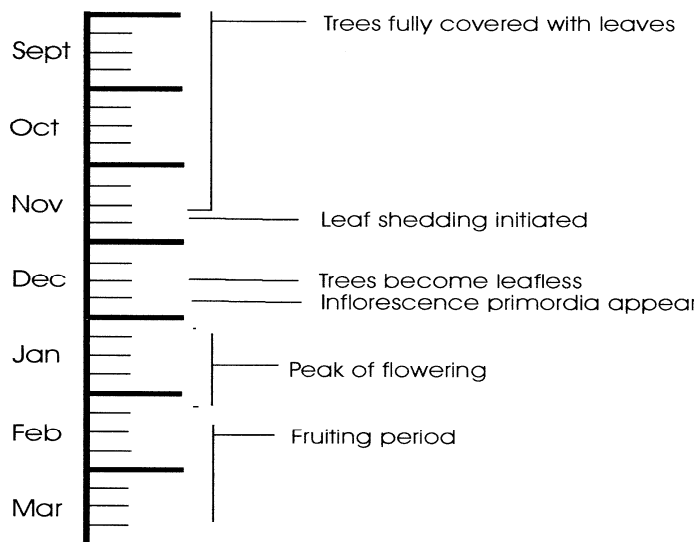 Trees fully covered with leaves
Sept
Oct
Nov
Leaf shedding initiated
Dec
Trees become leafless
Inflorescence primordia appear
Jan
Peak of flowering
Feb
Fruiting period
Mar